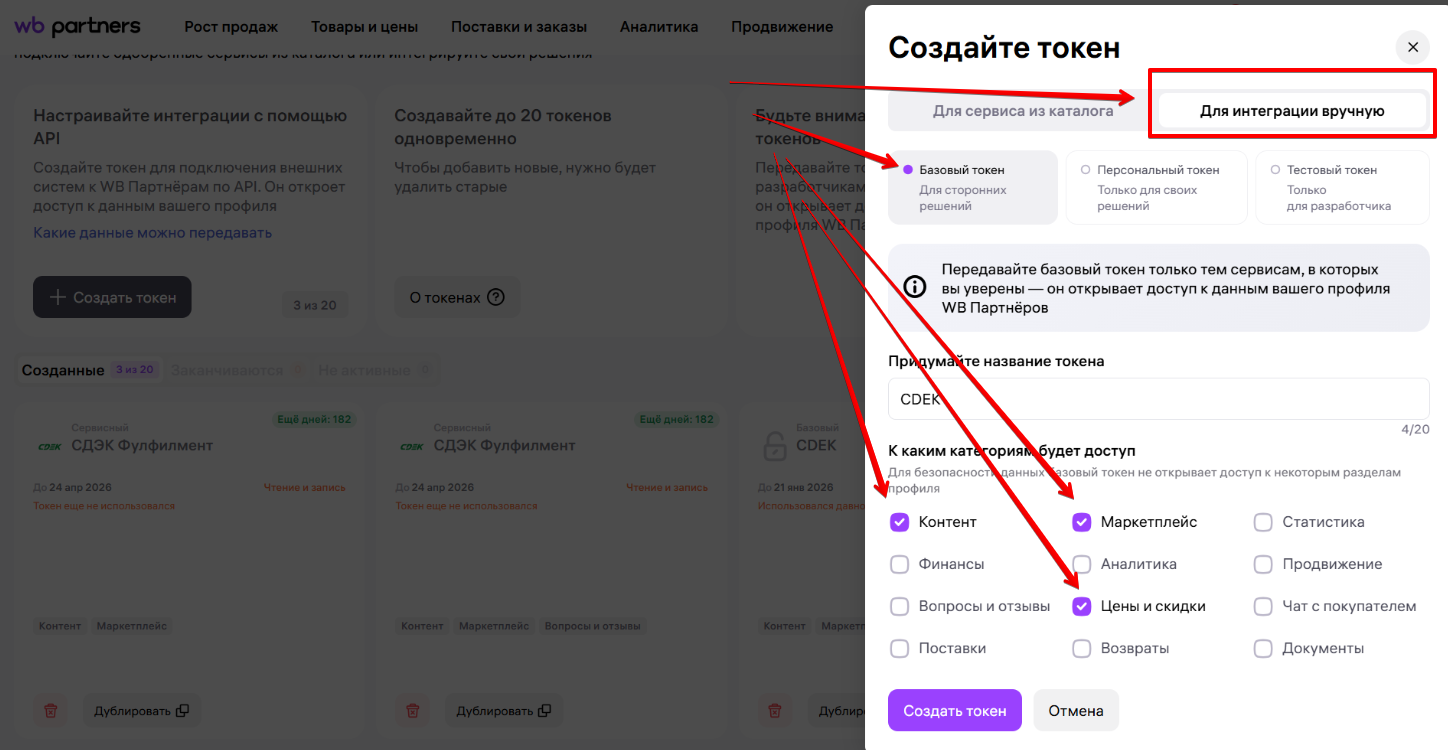 wb partners
Рост продаж
Товары и цены
Поставки и заказы
Аналитика
Продвижение
подключайте одобренные сервисы из каталога или интегрируйте свои решения
Настраивайте интеграции с помощью
API
Создайте токен для подключения внешних
систем к WB Партнёрам по API. Он откроет
доступ к данным вашего профиля
Какие данные можно передавать
Создать токен
3 из 20
Создавайте до 20 токенов
одновременно
Чтобы добавить новые, нужно будет
удалить старые
О токенах
Будьте внима
токенов
Передавайте то
разработчикам
он открывает д
профиля WB Па
Созданные 3 из 20
Заканчиваются
Не активные 0
Ещё дней: 182
Сервисный
CDEK СДЭК Фулфилмент
До 24 апр 2026
Чтение и запись
Токен еще не использовался
Контент
Маркетплейс
Дублировать
Ещё дней: 182
Сервисный
CDEK СДЭК Фулфилмент
До 24 апр 2026
Чтение и запись
Токен еще не использовался
Контент
Маркетплейс
Вопросы и отзывы
Дублировать
Базовый
CDEK
До 21 янв 2026
Использовался давно
Контент
Маркетп
Дублиро
Создайте токен
Для сервиса из каталога
Для интеграции вручную
Базовый токен
Для сторонних
решений
Персональный токен
Только для своих
решений
Тестовый токен
Только
для разработчика
Передавайте базовый токен только тем сервисам, в которых
вы уверены — он открывает доступ к данным вашего профиля
WB Партнёров
Придумайте название токена
CDEK
4/20
К каким категориям будет доступ
Для безопасности данных базовый токен не открывает доступ к некоторым разделам
профиля
Контент
Маркетплейс
Статистика
Финансы
Аналитика
Продвижение
Вопросы и отзывы
Цены и скидки
Чат с покупателем
Поставки
Возвраты
Документы
Создать токен
Отмена